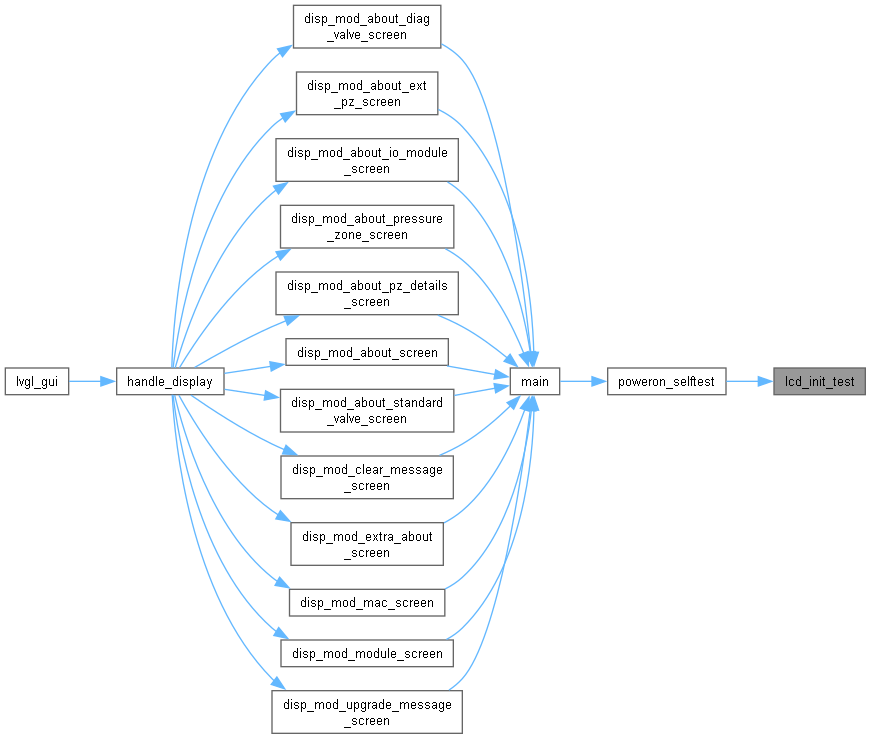 disp_mod_about_diag
_valve_screen
disp_mod_about_ext
_pz_screen
disp_mod_about_io_module
_screen
disp_mod_about_pressure
_zone_screen
disp_mod_about_pz_details
_screen
disp_mod_about_screen
lvgl_gui
handle_display
main
poweron_selftest
lcd_init_test
disp_mod_about_standard
_valve_screen
disp_mod_clear_message
_screen
disp_mod_extra_about
_screen
disp_mod_mac_screen
disp_mod_module_screen
disp_mod_upgrade_message
_screen